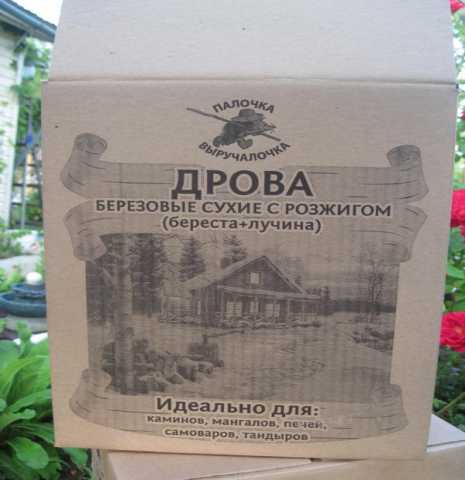 ПАЛОЧКА
ВЫРУЧАЛОЧКА
ДРОВА
БЕРЕЗОВЫЕ СУХИЕ С РОЗЖИГОМ
(береста+лучина)
Идеально для:
каминов, мангалов, печей,
самоваров, тандыров